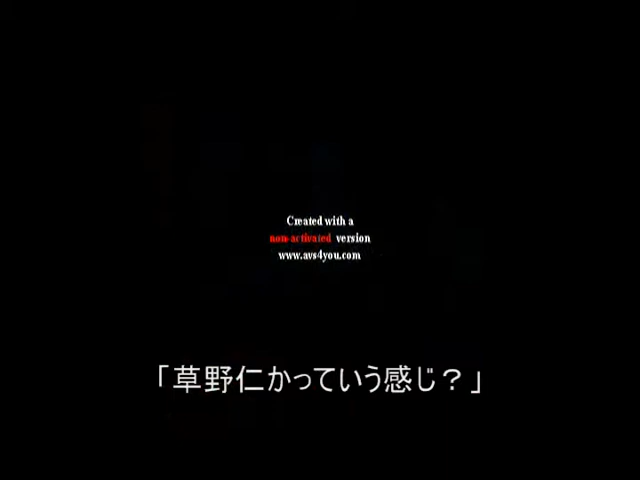 Created with a
non-activated version
www.avs4you.com
「草野仁かっていう感じ？」